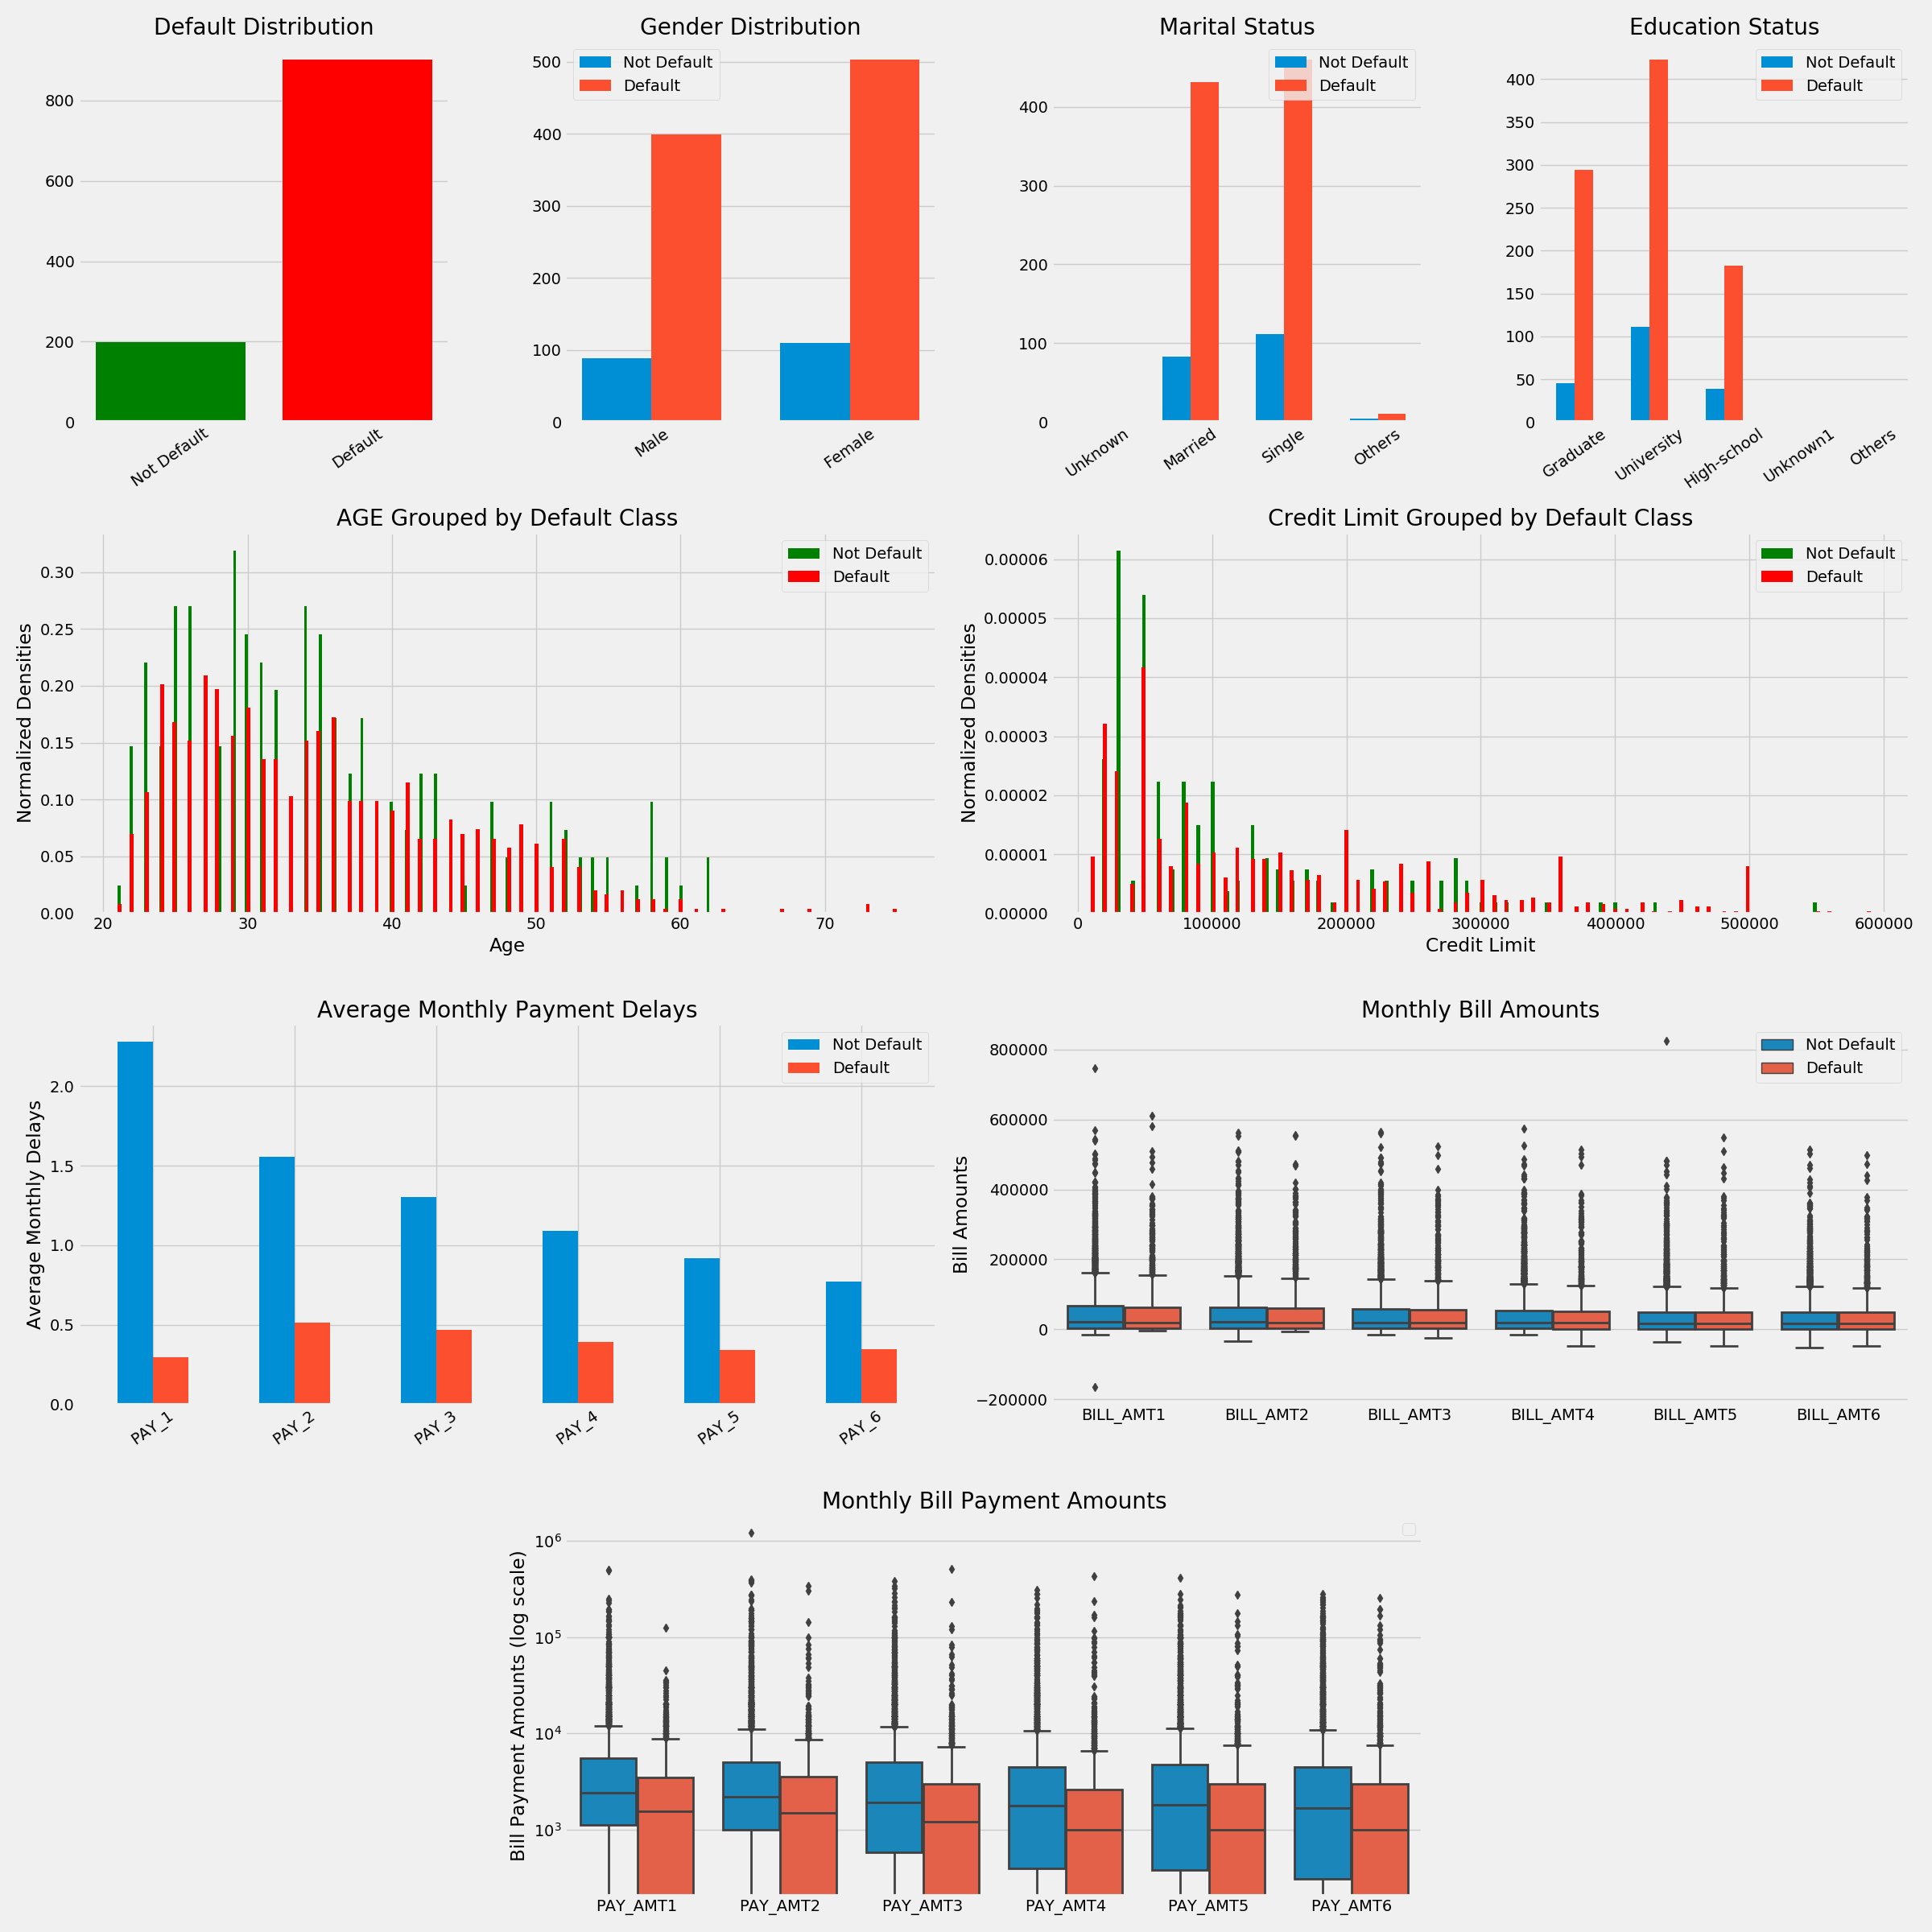 Default Distribution
800
600
400
200
0
Not Default
Default
Gender Distribution
Not Default
Default
500
400
300
200
100
0
Male
Female
Marital Status
Not Default
Default
400
300
200
100
0
Unknown
Married
Single
Others
Education Status
Not Default
Default
400
350
300
250
200
150
100
50
0
Graduate
University
High-school
Unknown1
Others
AGE Grouped by Default Class
Not Default
Default
Normalized Densities
0.30
0.25
0.20
0.15
0.10
0.05
0.00
20 30 40 50 60 70
Age
Credit Limit Grouped by Default Class
Not Default
Default
Normalized Densities
0.00006
0.00005
0.00004
0.00003
0.00002
0.00001
0.00000
0 100000 200000 300000 400000 500000 600000
Credit Limit
Average Monthly Payment Delays
Not Default
Default
Average Monthly Delays
2.0
1.5
1.0
0.5
0.0
PAY_1
PAY_2
PAY_3
PAY_4
PAY_5
PAY_6
Monthly Bill Amounts
Not Default
Default
Bill Amounts
800000
600000
400000
200000
0
−200000
BILL_AMT1 BILL_AMT2 BILL_AMT3 BILL_AMT4 BILL_AMT5 BILL_AMT6
Monthly Bill Payment Amounts
Bill Payment Amounts (log scale)
10⁶
10⁵
10⁴
10³
PAY_AMT1 PAY_AMT2 PAY_AMT3 PAY_AMT4 PAY_AMT5 PAY_AMT6